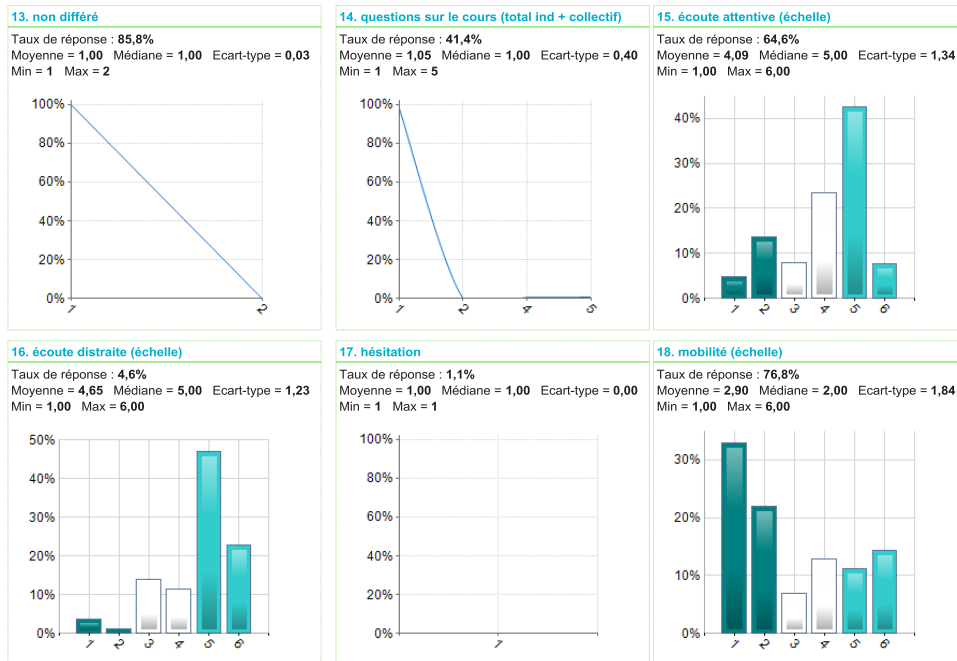 13. non différé
Taux de réponse : 85,8%
Moyenne = 1,00 Médiane = 1,00 Ecart-type = 0,03
Min = 1 Max = 2
100%
80%
60%
40%
20%
0%
1 2
14. questions sur le cours (total ind + collectif)
Taux de réponse : 41,4%
Moyenne = 1,05 Médiane = 1,00 Ecart-type = 0,40
Min = 1 Max = 5
100%
80%
60%
40%
20%
0%
1 2 4 5
15. écoute attentive (échelle)
Taux de réponse : 64,6%
Moyenne = 4,09 Médiane = 5,00 Ecart-type = 1,34
Min = 1,00 Max = 6,00
40%
30%
20%
10%
0%
1 2 3 4 5 6
16. écoute distraite (échelle)
Taux de réponse : 4,6%
Moyenne = 4,65 Médiane = 5,00 Ecart-type = 1,23
Min = 1,00 Max = 6,00
50%
40%
30%
20%
10%
0%
1 2 3 4 5 6
17. hésitation
Taux de réponse : 1,1%
Moyenne = 1,00 Médiane = 1,00 Ecart-type = 0,00
Min = 1 Max = 1
100%
80%
60%
40%
20%
0%
1
18. mobilité (échelle)
Taux de réponse : 76,8%
Moyenne = 2,90 Médiane = 2,00 Ecart-type = 1,84
Min = 1,00 Max = 6,00
30%
20%
10%
0%
1 2 3 4 5 6